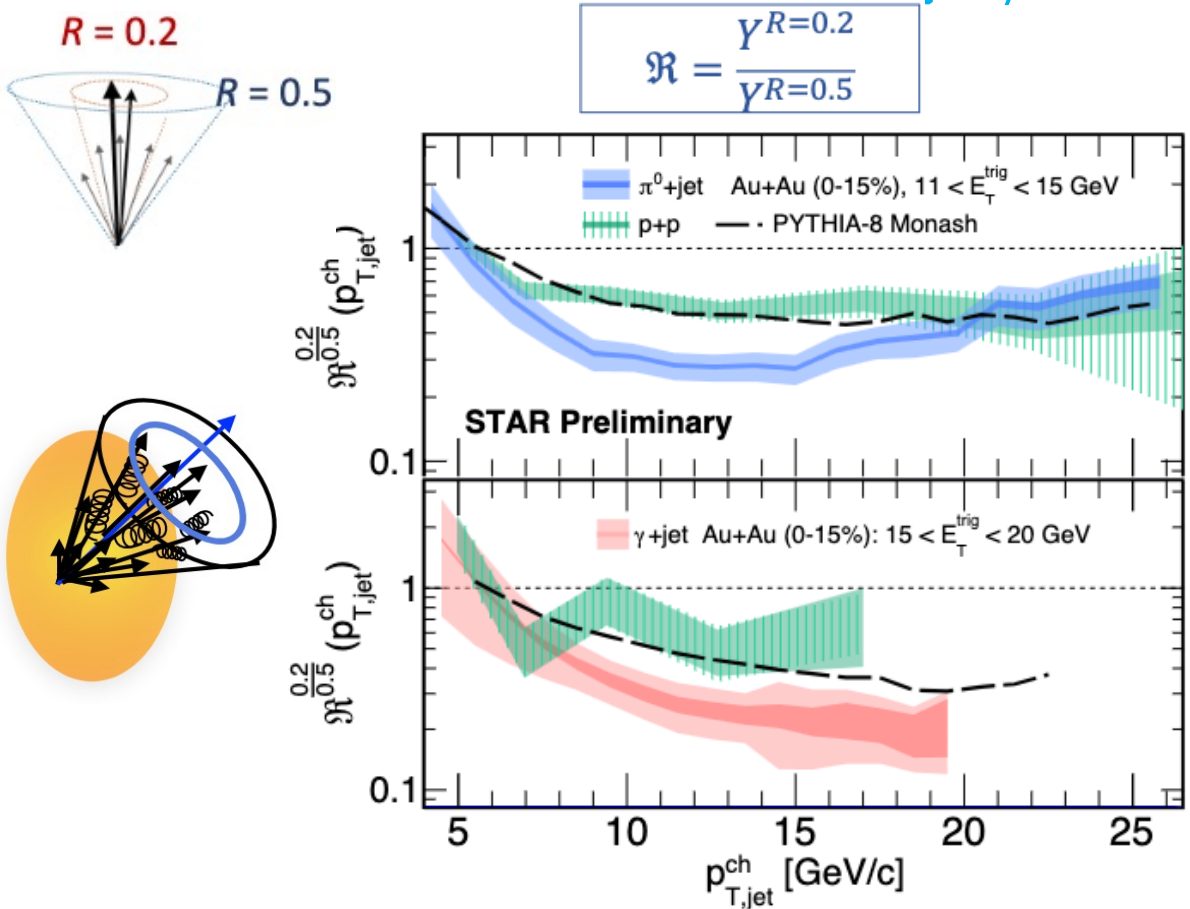 R = 0.2
R = 0.5
ℜ = Y^{R=0.2} / Y^{R=0.5}
π⁰+jet Au+Au (0-15%), 11 < E_T^{trig} < 15 GeV
p+p PYTHIA-8 Monash
ℜ^{0.2/0.5} (p_{T,jet}^{ch})
1
STAR Preliminary
0.1
γ+jet Au+Au (0-15%): 15 < E_T^{trig} < 20 GeV
ℜ^{0.2/0.5} (p_{T,jet}^{ch})
1
0.1
5 10 15 20 25
p_{T,jet}^{ch} [GeV/c]